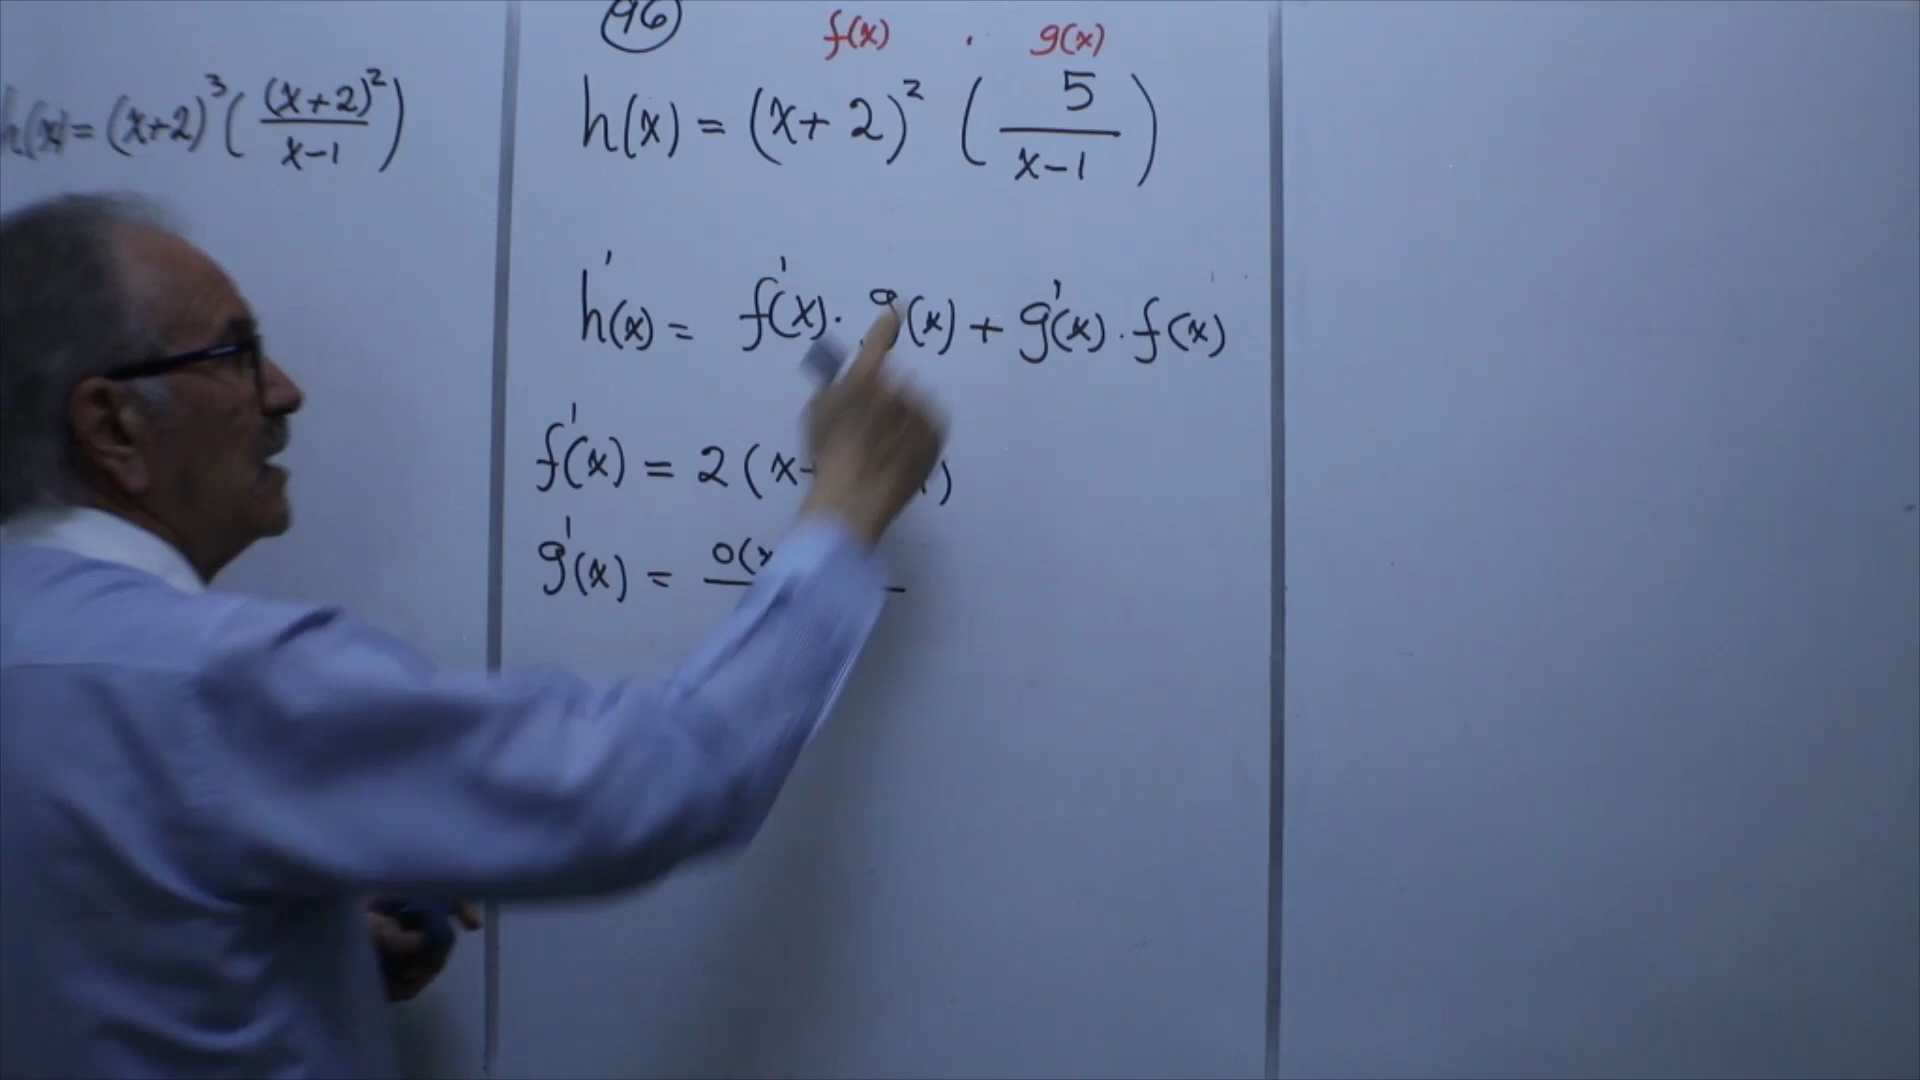 h(x) = (x+2)³ ( (x+2)² / x-1 )
96
f(x) . g(x)
h(x) = (x+2)² ( 5 / x-1 )
h'(x) = f'(x) . g(x) + g'(x) . f(x)
f'(x) = 2(x )
g'(x) = 0(x